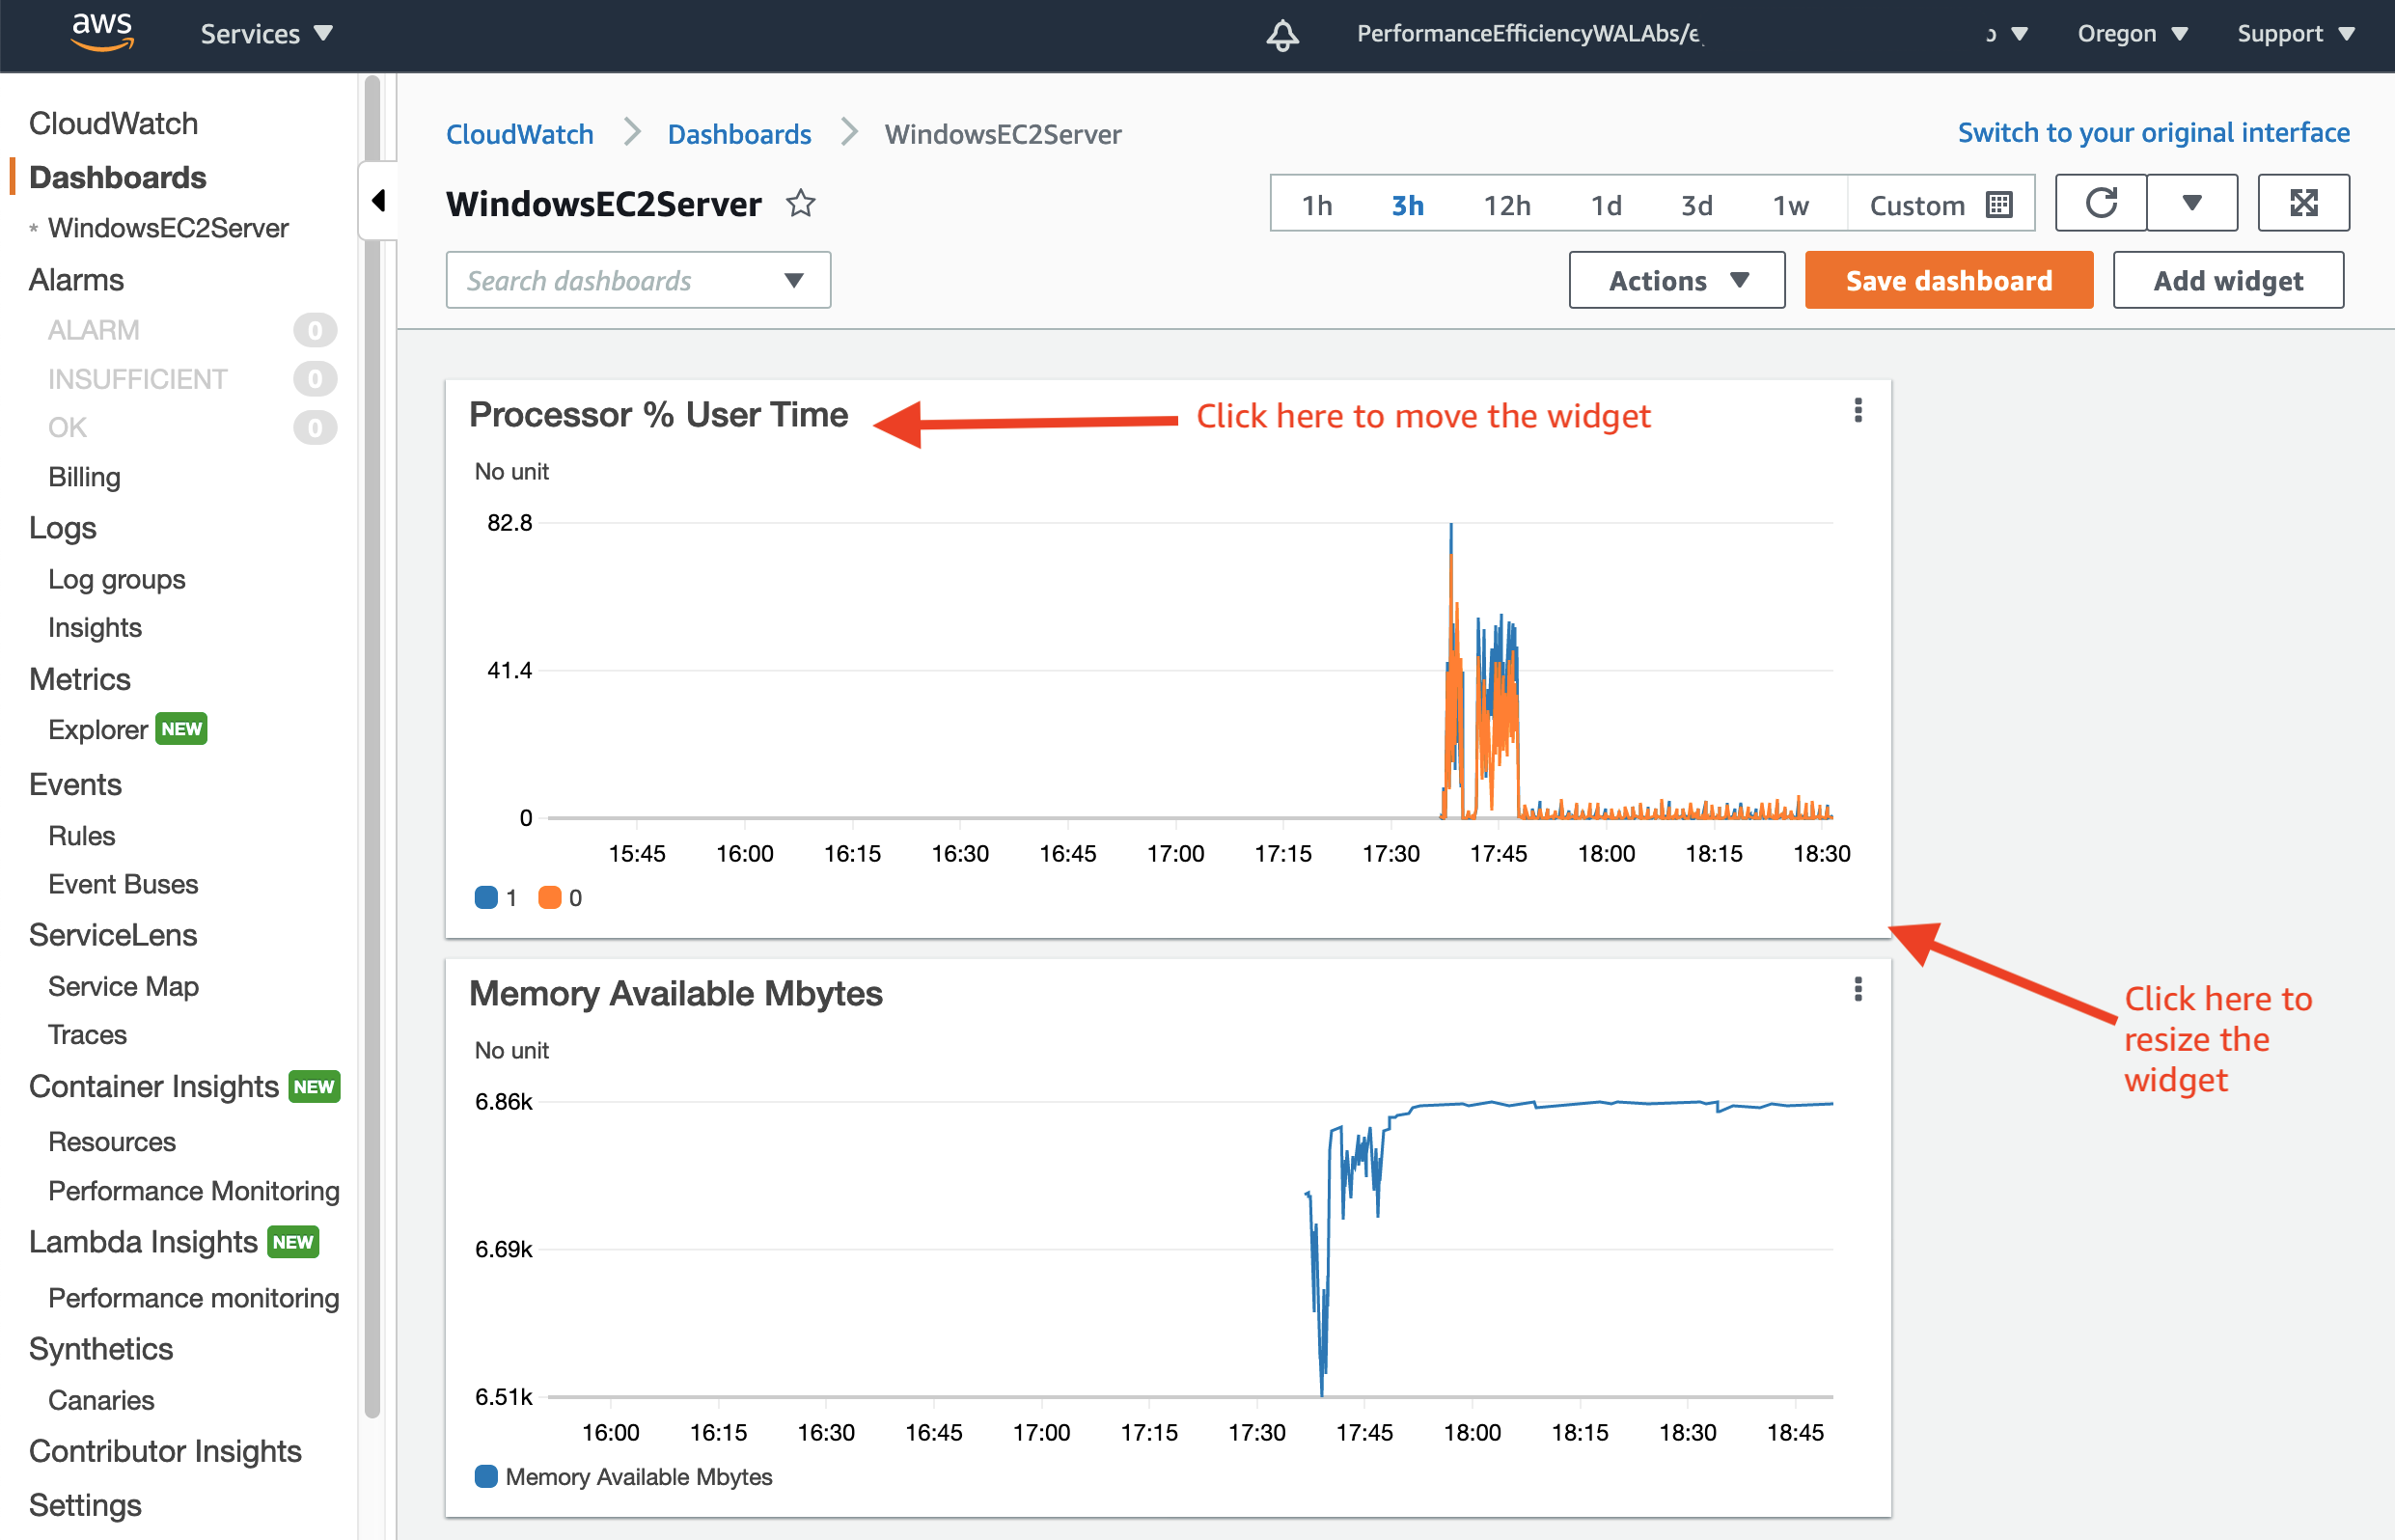 aws
Services
PerformanceEfficiencyWALAbs/e
Oregon
Support
CloudWatch
Dashboards
* WindowsEC2Server
Alarms
ALARM 0
INSUFFICIENT 0
OK 0
Billing
Logs
Log groups
Insights
Metrics
Explorer NEW
Events
Rules
Event Buses
ServiceLens
Service Map
Traces
Container Insights NEW
Resources
Performance Monitoring
Lambda Insights NEW
Performance monitoring
Synthetics
Canaries
Contributor Insights
Settings
CloudWatch > Dashboards > WindowsEC2Server
Switch to your original interface
WindowsEC2Server
1h 3h 12h 1d 3d 1w Custom
Search dashboards
Actions
Save dashboard
Add widget
Processor % User Time
Click here to move the widget
No unit
82.8
41.4
0
15:45 16:00 16:15 16:30 16:45 17:00 17:15 17:30 17:45 18:00 18:15 18:30
1 0
Click here to
resize the
widget
Memory Available Mbytes
No unit
6.86k
6.69k
6.51k
16:00 16:15 16:30 16:45 17:00 17:15 17:30 17:45 18:00 18:15 18:30 18:45
Memory Available Mbytes